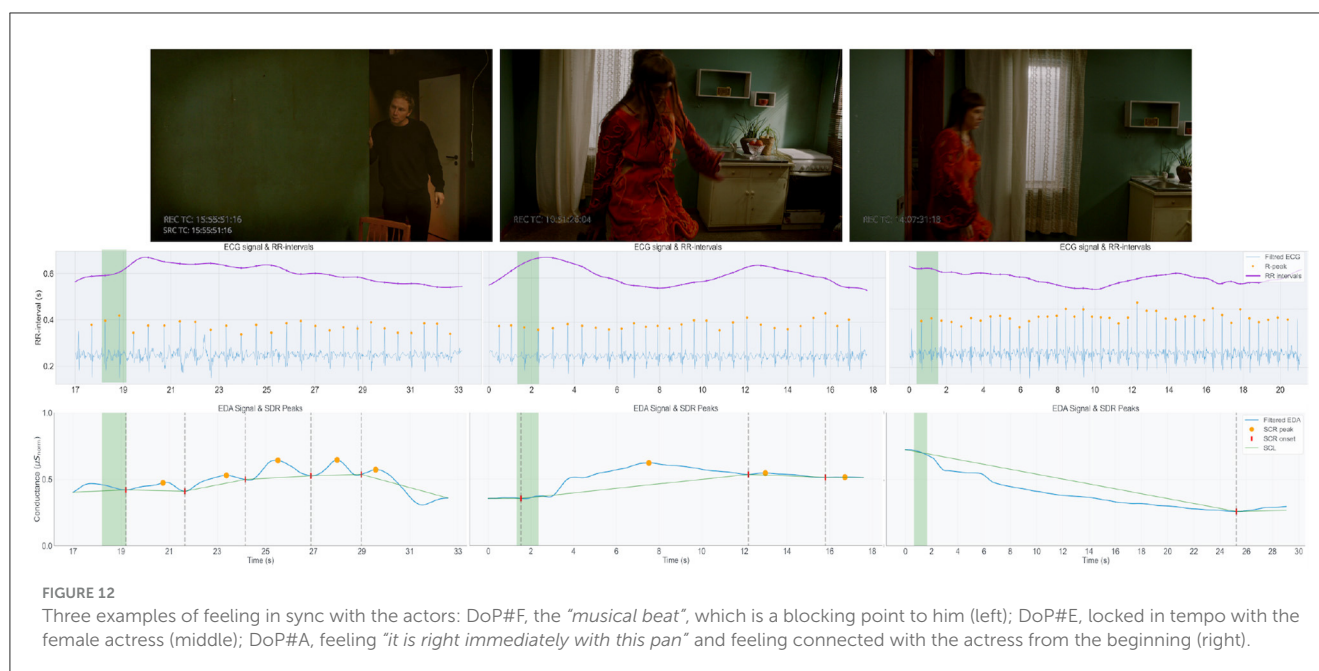 REC TC: 15:55:51:16
SRC TC: 15:55:51:16
ECG signal & RR-intervals
ECG signal & RR-intervals
ECG signal & RR-intervals
RR-interval (s)
0.6
0.4
0.2
Filtred ECG
R-peak
RR intervals
17 19 21 23 25 27 29 31 33
0 2 4 6 8 10 12 14 16 18
0 2 4 6 8 10 12 14 16 18 20
EDA Signal & SDR Peaks
EDA Signal & SDR Peaks
EDA Signal & SDR Peaks
Conductance
1.0
0.5
0.0
Filtered EDA
SCR peak
SCR onset
SCL
17 19 21 23 25 27 29 31 33
0 2 4 6 8 10 12 14 16 18
0 2 4 6 8 10 12 14 16 18 20 22 24 26 28 30
Time (s)
Time (s)
Time (s)
FIGURE 12
Three examples of feeling in sync with the actors: DoP#F, the "musical beat", which is a blocking point to him (left); DoP#E, locked in tempo with the
female actress (middle); DoP#A, feeling "it is right immediately with this pan" and feeling connected with the actress from the beginning (right).